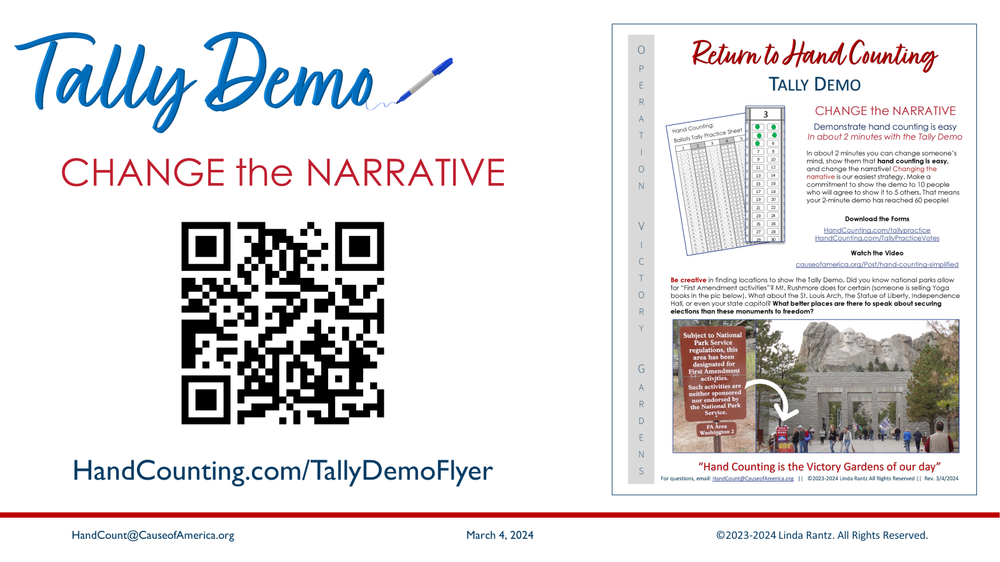 Tally Demo
CHANGE the NARRATIVE
HandCounting.com/TallyDemoFlyer
OPERATION VICTORY GARDENS
Return to Hand Counting
TALLY DEMO
Hand Counting:
Ballots Tally Practice Sheet
1 2 3 4 5
3
6
7 8
9 10
11 12
13 14
15 16
17 18
19 20
21 22
23 24
25 26
27 28
29 30
CHANGE the NARRATIVE
Demonstrate hand counting is easy
In about 2 minutes with the Tally Demo
In about 2 minutes you can change someone's
mind, show them that hand counting is easy,
and change the narrative! Changing the
narrative is our easiest strategy. Make a
commitment to show the demo to 10 people
who will agree to show it to 5 others. That means
your 2-minute demo has reached 60 people!
Download the Forms
HandCounting.com/tallypractice
HandCounting.com/TallyPracticeVotes
Watch the Video
causeofamerica.org/Post/hand-counting-simplified
Be creative in finding locations to show the Tally Demo. Did you know national parks allow
for “First Amendment activities”? Mt. Rushmore does for certain (someone is selling Yoga
books in the pic below). What about the St. Louis Arch, the Statue of Liberty, Independence
Hall, or even your state capitol? What better places are there to speak about securing
elections than these monuments to freedom?
Subject to National
Park Service
regulations, this
area has been
designated for
First Amendment
activities.
Such activities are
neither sponsored
nor endorsed by
the National Park
Service.
FA Area
Washington 2
YOGA
BOOKS
“Hand Counting is the Victory Gardens of our day”
For questions, email: HandCount@CauseofAmerica.org || ©2023-2024 Linda Rantz All Rights Reserved || Rev. 3/4/2024
HandCount@CauseofAmerica.org
March 4, 2024
©2023-2024 Linda Rantz. All Rights Reserved.